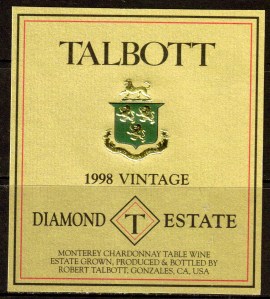 TALBOTT
1998 VINTAGE
DIAMOND T ESTATE
MONTEREY CHARDONNAY TABLE WINE
ESTATE GROWN, PRODUCED & BOTTLED BY
ROBERT TALBOTT, GONZALES, CA, USA